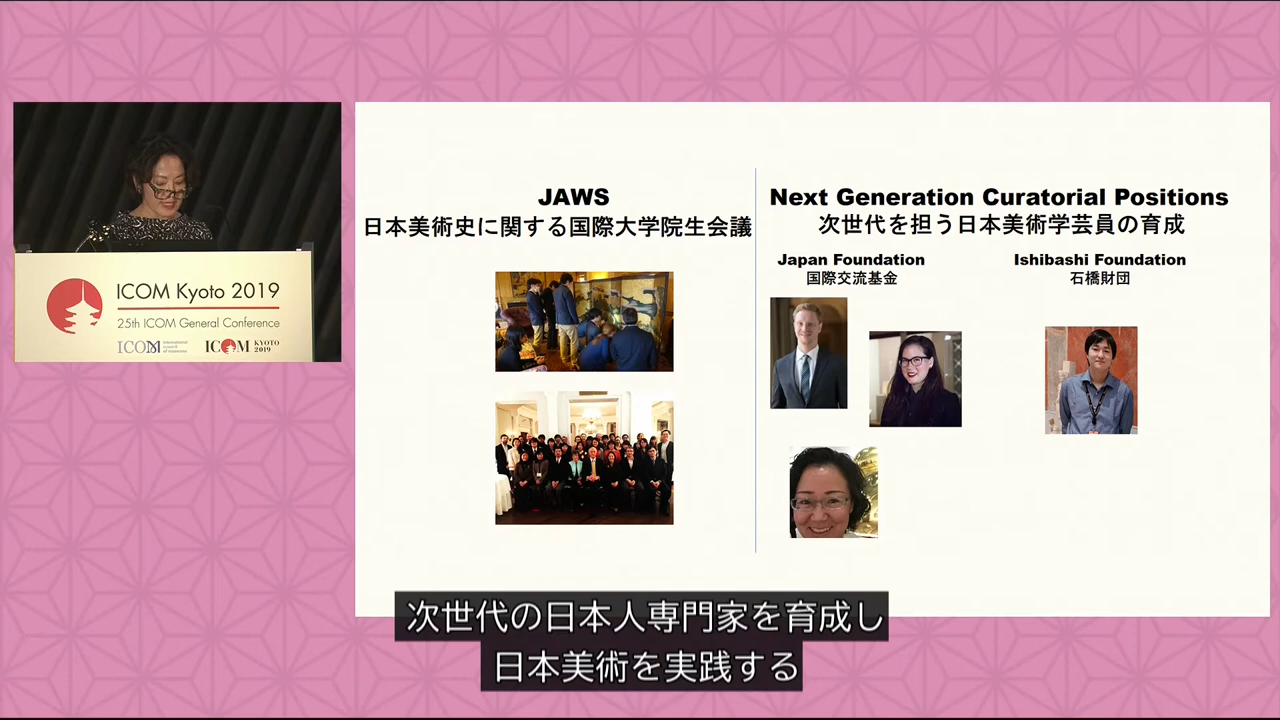 ICOM Kyoto 2019
25th ICOM General Conference
ICOM international council of museums
ICOM KYOTO 2019
JAWS
日本美術史に関する国際大学院生会議
Next Generation Curatorial Positions
次世代を担う日本美術学芸員の育成
Japan Foundation
国際交流基金
Ishibashi Foundation
石橋財団
次世代の日本人専門家を育成し
日本美術を実践する